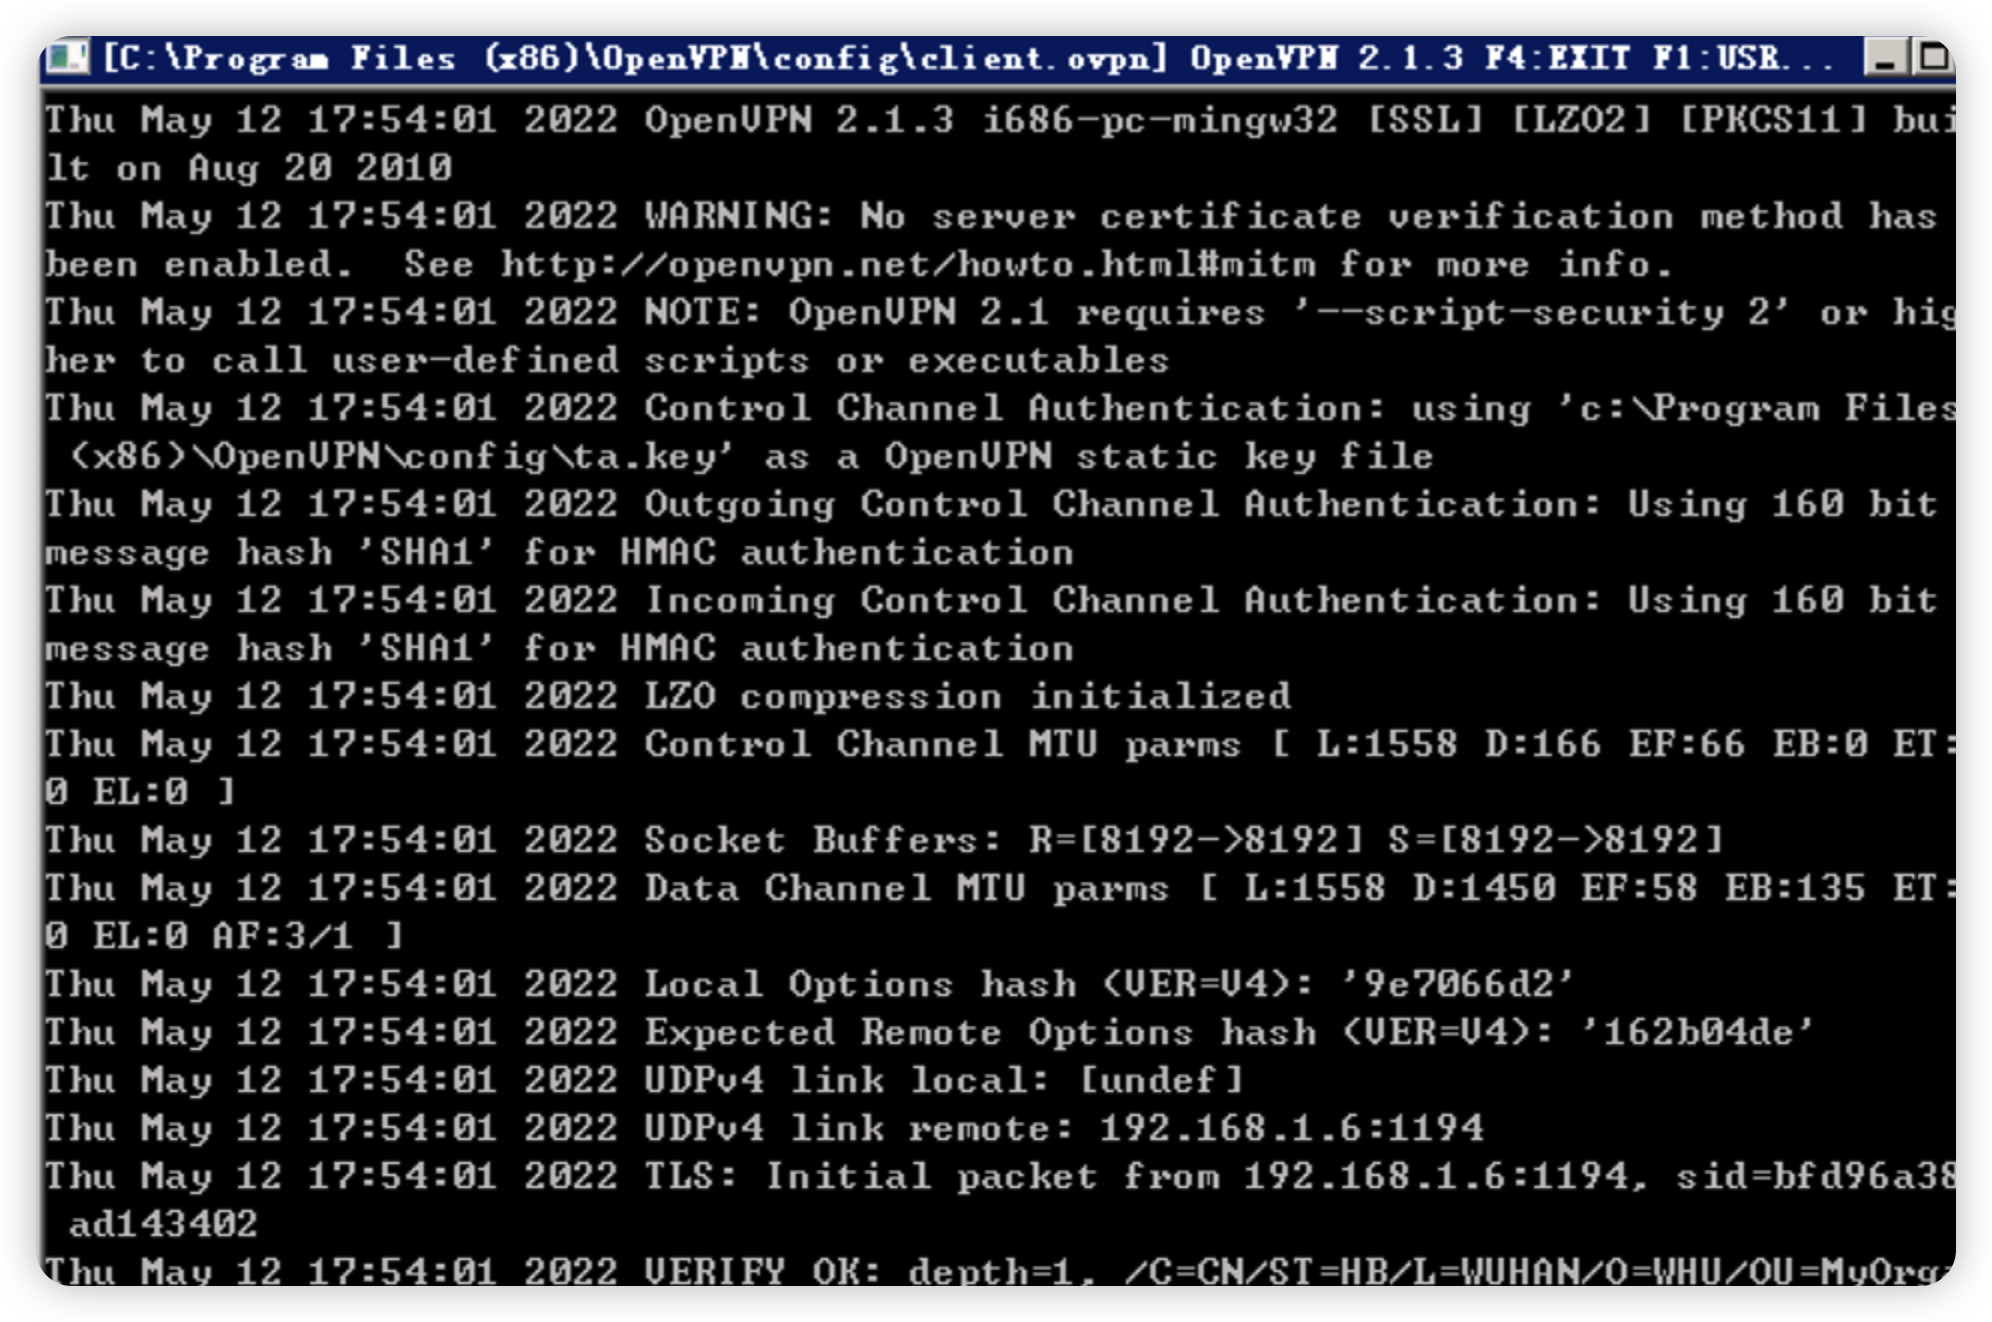 [C:\Program Files (x86)\OpenVPN\config\client.ovpn] OpenVPN 2.1.3 F4:EXIT F1:USR...
Thu May 12 17:54:01 2022 OpenVPN 2.1.3 i686-pc-mingw32 [SSL] [LZO2] [PKCS11] bui
lt on Aug 20 2010
Thu May 12 17:54:01 2022 WARNING: No server certificate verification method has
been enabled.  See http://openvpn.net/howto.html#mitm for more info.
Thu May 12 17:54:01 2022 NOTE: OpenVPN 2.1 requires '--script-security 2' or hig
her to call user-defined scripts or executables
Thu May 12 17:54:01 2022 Control Channel Authentication: using 'c:\Program Files
 (x86)\OpenVPN\config\ta.key' as a OpenVPN static key file
Thu May 12 17:54:01 2022 Outgoing Control Channel Authentication: Using 160 bit
message hash 'SHA1' for HMAC authentication
Thu May 12 17:54:01 2022 Incoming Control Channel Authentication: Using 160 bit
message hash 'SHA1' for HMAC authentication
Thu May 12 17:54:01 2022 LZO compression initialized
Thu May 12 17:54:01 2022 Control Channel MTU parms [ L:1558 D:166 EF:66 EB:0 ET:
0 EL:0 ]
Thu May 12 17:54:01 2022 Socket Buffers: R=[8192->8192] S=[8192->8192]
Thu May 12 17:54:01 2022 Data Channel MTU parms [ L:1558 D:1450 EF:58 EB:135 ET:
0 EL:0 AF:3/1 ]
Thu May 12 17:54:01 2022 Local Options hash (VER=V4): '9e7066d2'
Thu May 12 17:54:01 2022 Expected Remote Options hash (VER=V4): '162b04de'
Thu May 12 17:54:01 2022 UDPv4 link local: [undef]
Thu May 12 17:54:01 2022 UDPv4 link remote: 192.168.1.6:1194
Thu May 12 17:54:01 2022 TLS: Initial packet from 192.168.1.6:1194, sid=bfd96a38
 ad143402
Thu May 12 17:54:01 2022 VERIFY OK: depth=1, /C=CN/ST=HB/L=WUHAN/O=WHU/OU=MyOrg